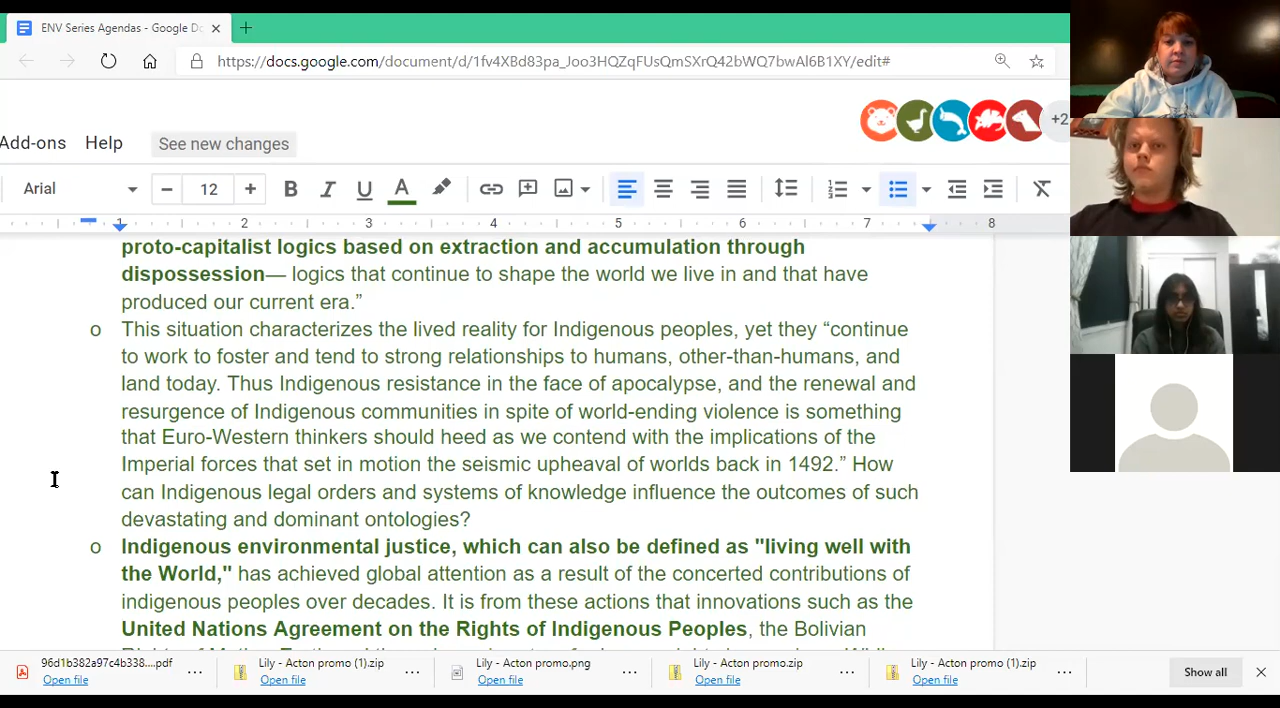 ENV Series Agendas - Google Do
https://docs.google.com/document/d/1fv4XBd83pa_Joo3HQZqFUsQmSXrQ42bWQ7bwAl6B1XY/edit#
+2
Add-ons Help See new changes
Arial 12
1 2 3 4 5 6 7 8
proto-capitalist logics based on extraction and accumulation through
dispossession— logics that continue to shape the world we live in and that have
produced our current era.”
o This situation characterizes the lived reality for Indigenous peoples, yet they “continue
to work to foster and tend to strong relationships to humans, other-than-humans, and
land today. Thus Indigenous resistance in the face of apocalypse, and the renewal and
resurgence of Indigenous communities in spite of world-ending violence is something
that Euro-Western thinkers should heed as we contend with the implications of the
Imperial forces that set in motion the seismic upheaval of worlds back in 1492.” How
can Indigenous legal orders and systems of knowledge influence the outcomes of such
devastating and dominant ontologies?
o Indigenous environmental justice, which can also be defined as "living well with
the World," has achieved global attention as a result of the concerted contributions of
indigenous peoples over decades. It is from these actions that innovations such as the
United Nations Agreement on the Rights of Indigenous Peoples, the Bolivian
96d1b382a97c4b338....pdf Lily - Acton promo (1).zip Lily - Acton promo.png Lily - Acton promo.zip Lily - Acton promo (1).zip
Open file Open file Open file Open file Open file Show all